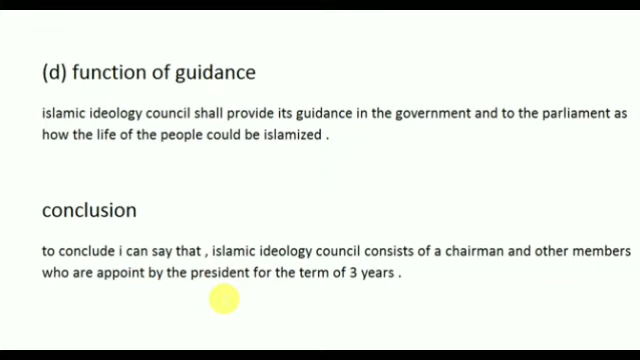 (d) function of guidance
islamic ideology council shall provide its guidance in the government and to the parliament as
how the life of the people could be islamized .
conclusion
to conclude i can say that , islamic ideology council consists of a chairman and other members
who are appoint by the president for the term of 3 years .